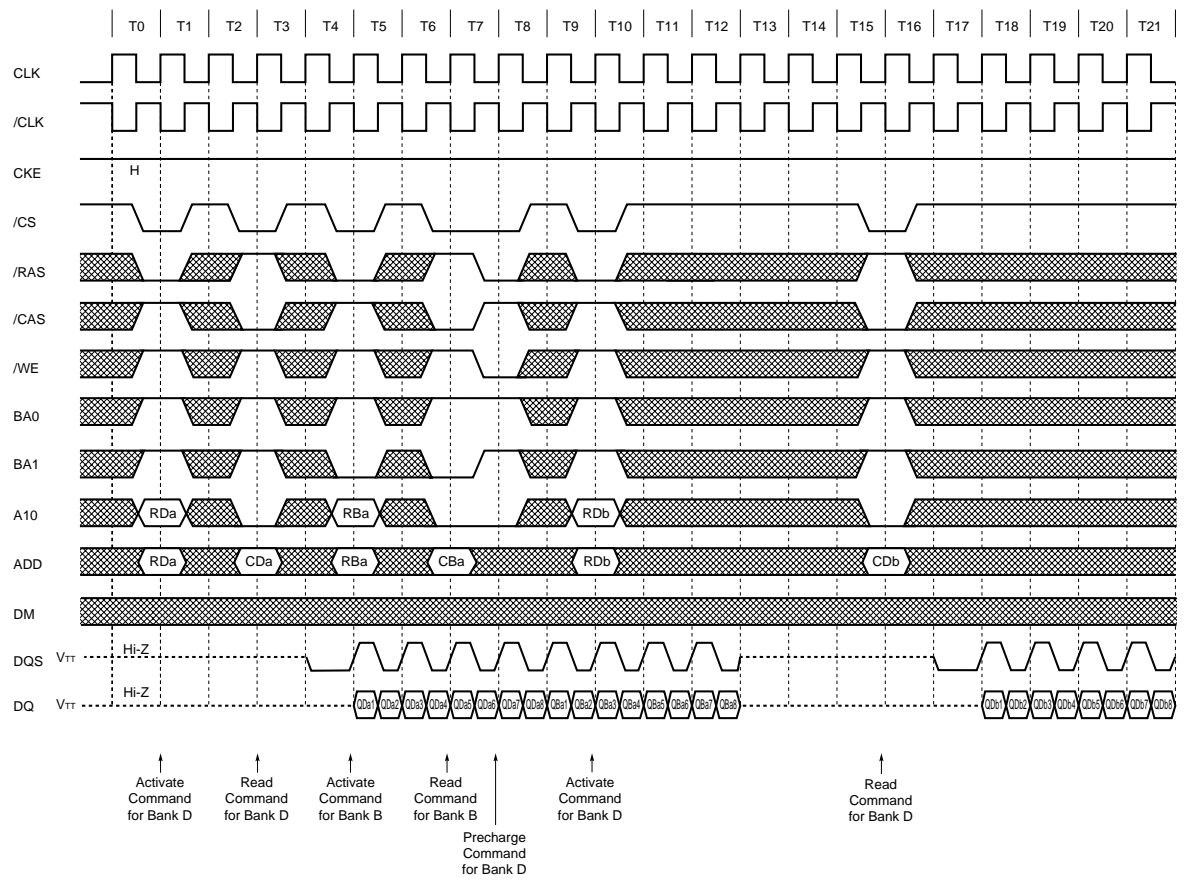 T0 T1 T2 T3 T4 T5 T6 T7 T8 T9 T10 T11 T12 T13 T14 T15 T16 T17 T18 T19 T20 T21
CLK
/CLK
CKE H
/CS
/RAS
/CAS
/WE
BA0
BA1
A10 RDa RBa RDb
ADD RDa CDa RBa CBa RDb CDb
DM
DQS VTT Hi-Z
DQ VTT Hi-Z QDa1 QDa2 QDa3 QDa4 QDa5 QDa6 QDa7 QDa8 QBa1 QBa2 QBa3 QBa4 QBa5 QBa6 QBa7 QBa8 QDb1 QDb2 QDb3 QDb4 QDb5 QDb6 QDb7 QDb8
Activate
Command
for Bank D
Read
Command
for Bank D
Activate
Command
for Bank B
Read
Command
for Bank B
Precharge
Command
for Bank D
Activate
Command
for Bank D
Read
Command
for Bank D